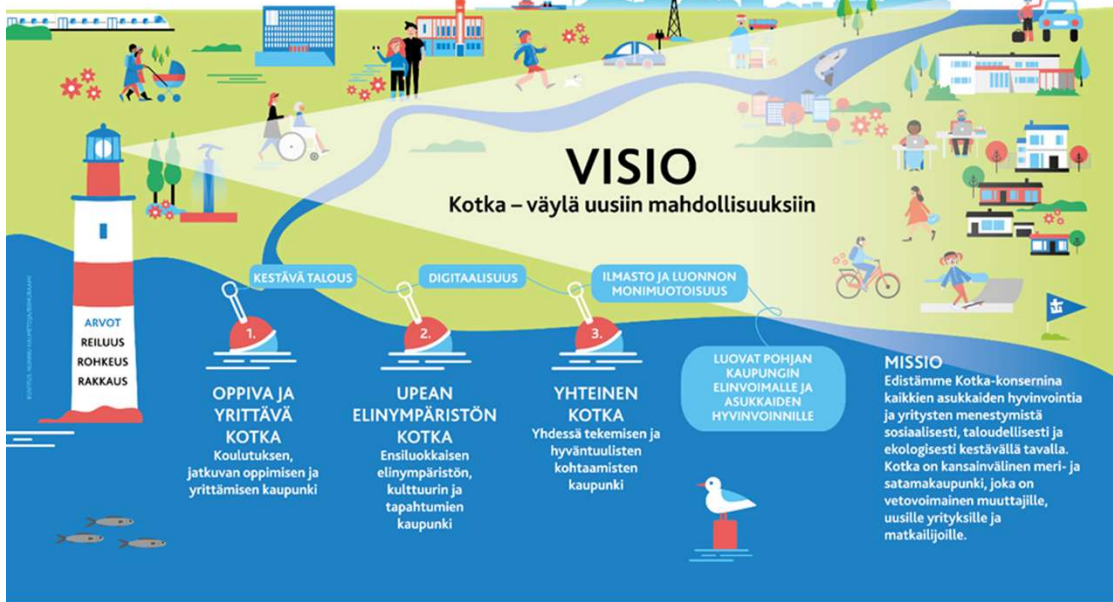 VISIO
Kotka – väylä uusiin mahdollisuuksiin
KESTÄVÄ TALOUS
DIGITAALISUUS
ILMASTO JA LUONNON
MONIMUOTOISUUS
LUOVAT POHJAN
KAUPUNGIN
ELINVOIMALLE JA
ASUKKAIDEN
HYVINVOINNILLE
ARVOT
REILUUS
ROHKEUS
RAKKAUS
1.
OPPIVA JA
YRITTÄVÄ
KOTKA
Koulutuksen,
jatkuvan oppimisen ja
yrittämisen kaupunki
2.
UPEAN
ELINYMPÄRISTÖN
KOTKA
Ensiluokkaisen
elinympäristön,
kulttuurin ja
tapahtumien
kaupunki
3.
YHTEINEN
KOTKA
Yhdessä tekemisen ja
hyväntuulisten
kohtaamisten
kaupunki
MISSIO
Edistämme Kotka-konsernina
kaikkien asukkaiden hyvinvointia
ja yritysten menestymistä
sosiaalisesti, taloudellisesti ja
ekologisesti kestävällä tavalla.
Kotka on kansainvälinen meri- ja
satamakaupunki, joka on
vetovoimainen muuttajille,
uusille yrityksille ja
matkailijoille.